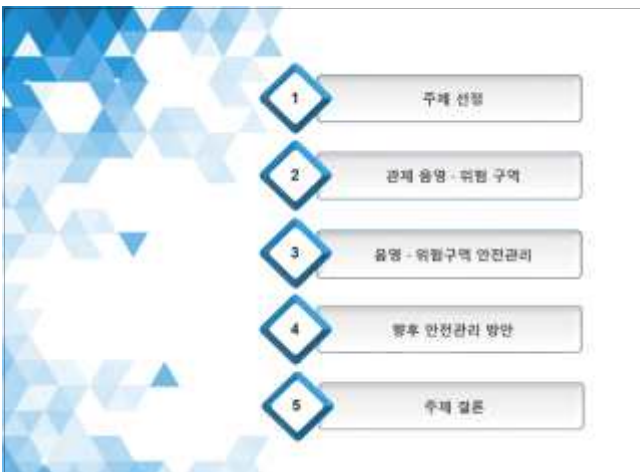 1 주제 선정
2 관제 음영 · 위험 구역
3 음영 · 위험구역 안전관리
4 향후 안전관리 방안
5 주제 결론